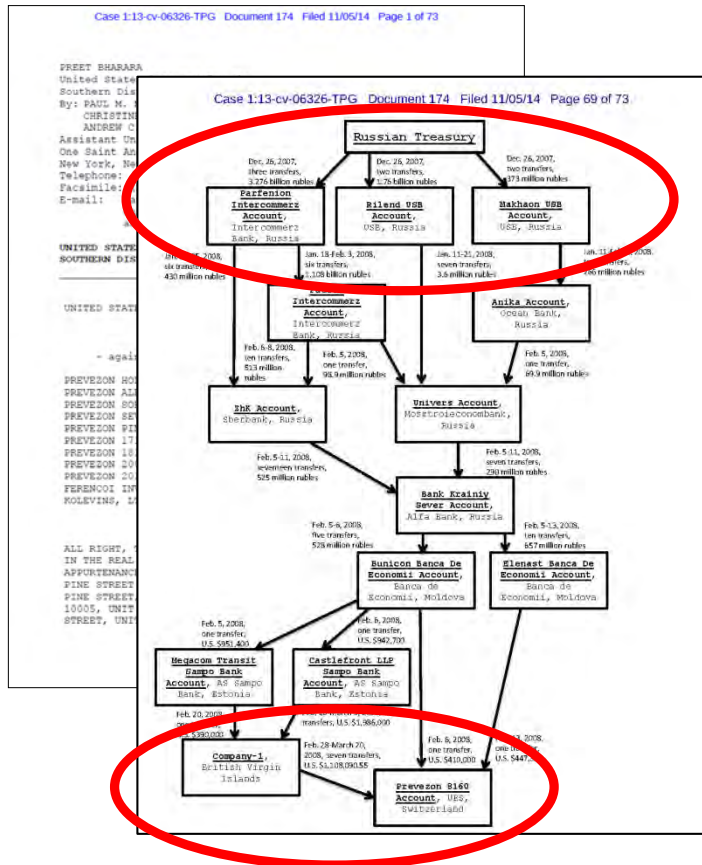 Case 1:13-cv-06326-TPG Document 174 Filed 11/05/14 Page 1 of 73
PREET BHARARA
United State
Southern Dis
By: PAUL M.
CHRISTINE
ANDREW C
Assistant Un
One Saint An
New York, Ne
Telephone:
Facsimile:
E-mail:
UNITED STATE
SOUTHERN DIS
UNITED STATE
- again
PREVEZON HO
PREVEZON AL
PREVEZON SO
PREVEZON SE
PREVEZON PI
PREVEZON 17
PREVEZON 18
PREVEZON 20
PREVEZON 20
FERENCOI IN
KOLEVINS, L
ALL RIGHT,
IN THE REAL
APPURTENANC
PINE STREET
PINE STREET,
10005, UNIT
STREET, UNI
Case 1:13-cv-06326-TPG Document 174 Filed 11/05/14 Page 69 of 73
Russian Treasury
Dec. 26, 2007,
three transfers,
3.276 billion rubles
Dec. 26, 2007,
two transfers,
1.76 billion rubles
Dec. 26, 2007,
two transfers,
373 million rubles
Parfenion
Intercommerz
Account,
Intercommerz
Bank, Russia
Rilend USB
Account,
USB, Russia
Makhaon USB
Account,
USB, Russia
2008,
six transfers,
430 million rubles
Jan. 18-Feb. 3, 2008,
six transfers,
1.108 billion rubles
Jan. 11-21, 2008,
seven transfers,
3.6 million rubles
Jan. 11
2008,
million rubles
Intercommerz
Account,
Intercommerz
Bank, Russia
Anika Account,
Ocean Bank,
Russia
Feb. 6-8, 2008,
ten transfers,
513 million
rubles
Feb. 5, 2008,
one transfer,
98.9 million rubles
Feb. 5, 2008,
one transfer,
69.9 million rubles
ZhK Account,
Sberbank, Russia
Univers Account,
Mosstroieconombank,
Russia
Feb. 5-11, 2008,
seventeen transfers,
525 million rubles
Feb. 5-11, 2008,
seven transfers,
290 million rubles
Bank Krainiy
Sever Account,
Alfa Bank, Russia
Feb. 5-6, 2008,
five transfers,
528 million rubles
Feb. 5-13, 2008,
ten transfers,
657 million rubles
Bunicon Banca De
Economii Account,
Banca de
Economii, Moldova
Elenast Banca De
Economii Account,
Banca de
Economii, Moldova
Feb. 5, 2008,
one transfer,
U.S. $951,400
Feb. 6, 2008,
one transfer,
U.S. $942,700
Megacom Transit
Sampo Bank
Account, AS Sampo
Bank, Estonia
Castlefront LLP
Sampo Bank
Account, AS Sampo
Bank, Estonia
Feb. 20, 2008,
one
$390,000
transfers, U.S. $1,986,000
Company-1,
British Virgin
Islands
Feb. 28-March 20,
2008, seven transfers,
U.S. $1,108,090.55
Feb. 6, 2008,
one transfer,
U.S. $410,000
2008,
one transfer,
U.S. $447,
Prevezon 8160
Account, UBS,
Switzerland